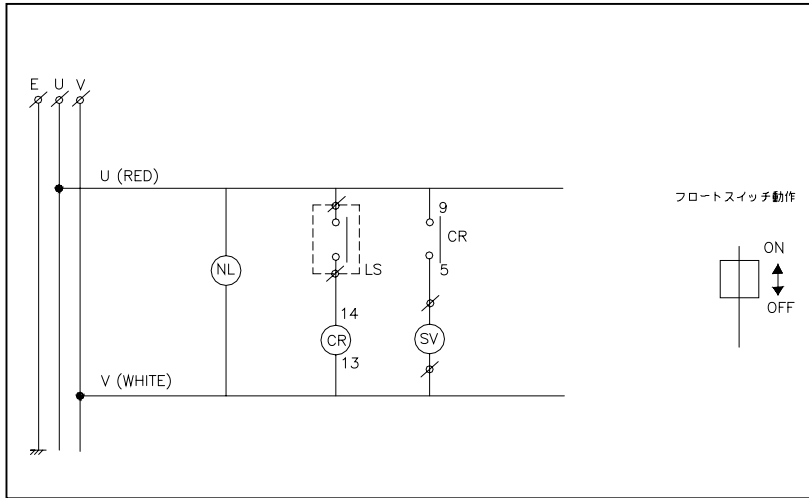 E U V
U (RED)
フロートスイッチ動作
9
CR
ON
NL
LS
5
OFF
14
CR
SV
13
V (WHITE)